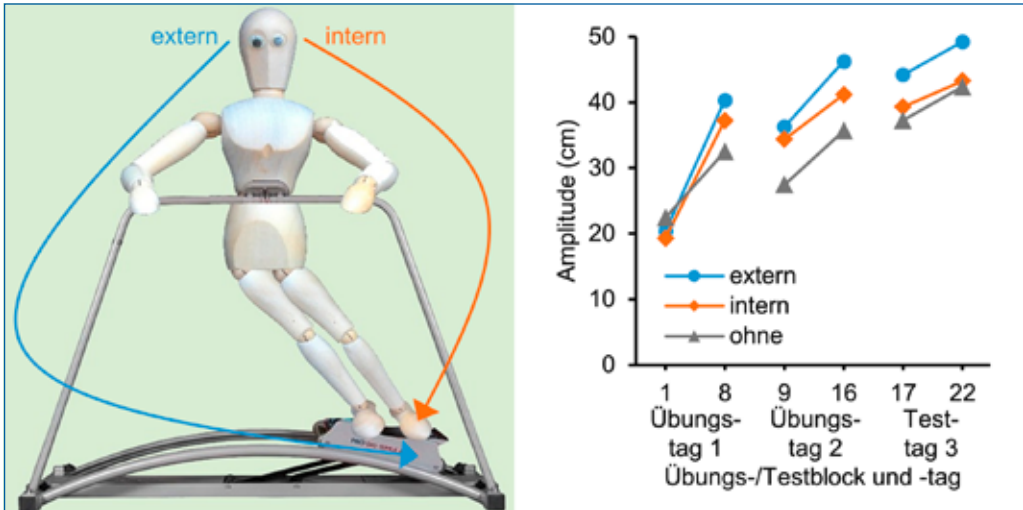 extern
intern
Amplitude (cm)
50
40
30
20
10
0
extern
intern
ohne
1 8 9 16 17 22
Übungs- Übungs- Test-
tag 1 tag 2 tag 3
Übungs-/Testblock und -tag